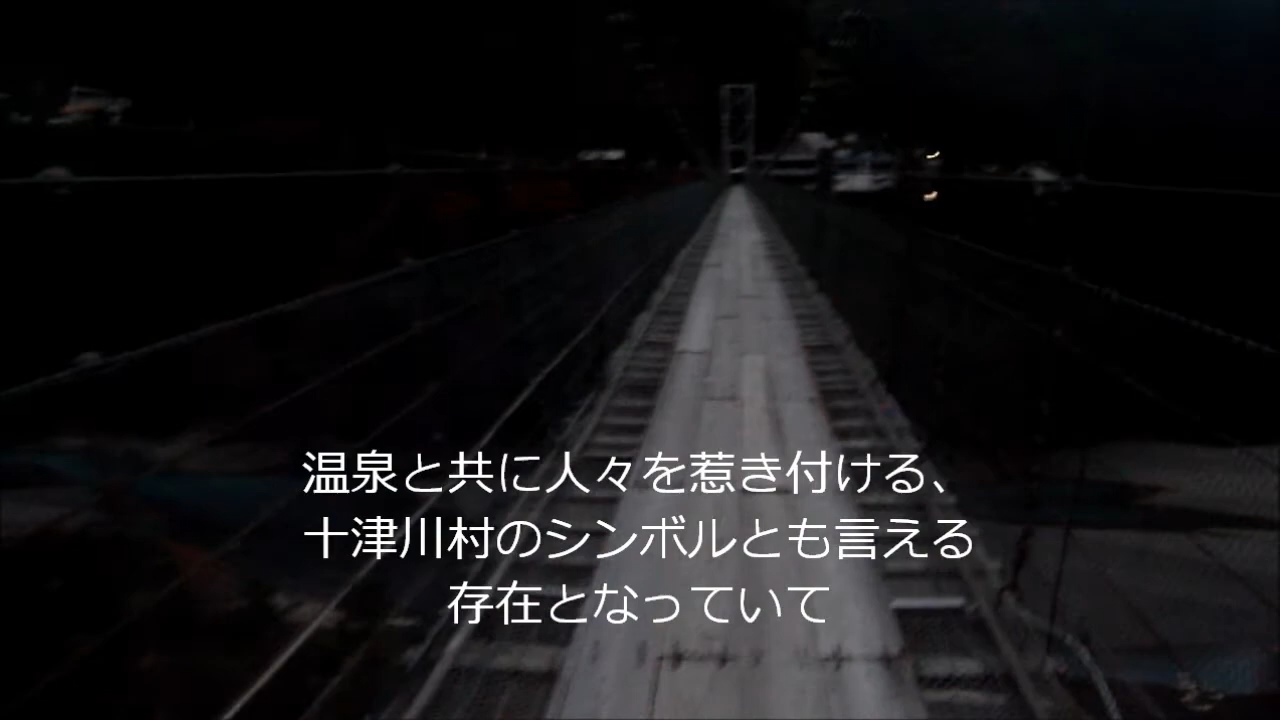 温泉と共に人々を惹き付ける、
十津川村のシンボルとも言える
存在となっていて